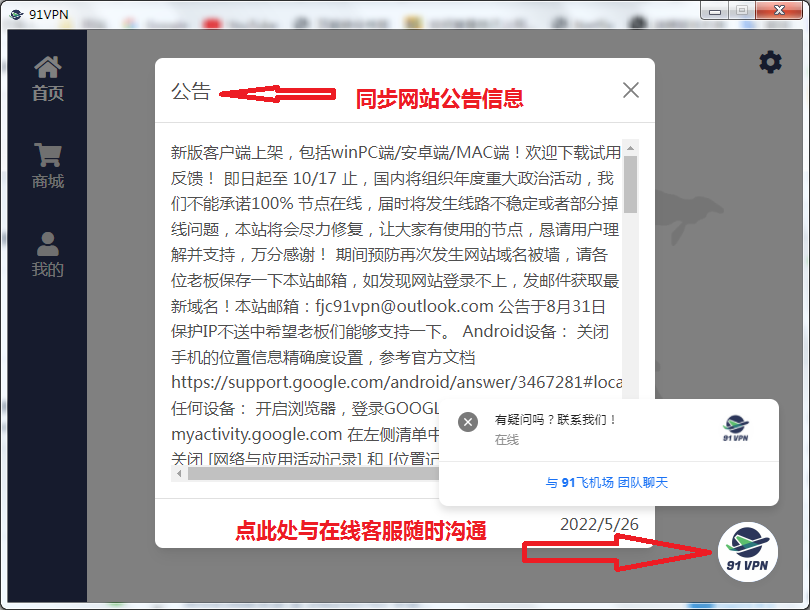 91VPN
首页
商城
我的
公告
同步网站公告信息
新版客户端上架，包括winPC端/安卓端/MAC端！欢迎下载试用
反馈！ 即日起至 10/17 止，国内将组织年度重大政治活动，我
们不能承诺100% 节点在线，届时将发生线路不稳定或者部分掉
线问题，本站将会尽力修复，让大家有使用的节点，恳请用户理
解并支持，万分感谢！ 期间预防再次发生网站域名被墙，请各
位老板保存一下本站邮箱，如发现网站登录不上，发邮件获取最
新域名！本站邮箱：fjc91vpn@outlook.com 公告于8月31日
保护IP不送中希望老板们能够支持一下。 Android设备： 关闭
手机的位置信息精确度设置，参考官方文档
https://support.google.com/android/answer/3467281#loca
任何设备： 开启浏览器，登录GOOGL
myactivity.google.com 在左侧清单中
关闭 [网络与应用活动记录] 和 [位置记
有疑问吗？联系我们！
在线
91 VPN
与 91飞机场 团队聊天
2022/5/26
点此处与在线客服随时沟通
91 VPN